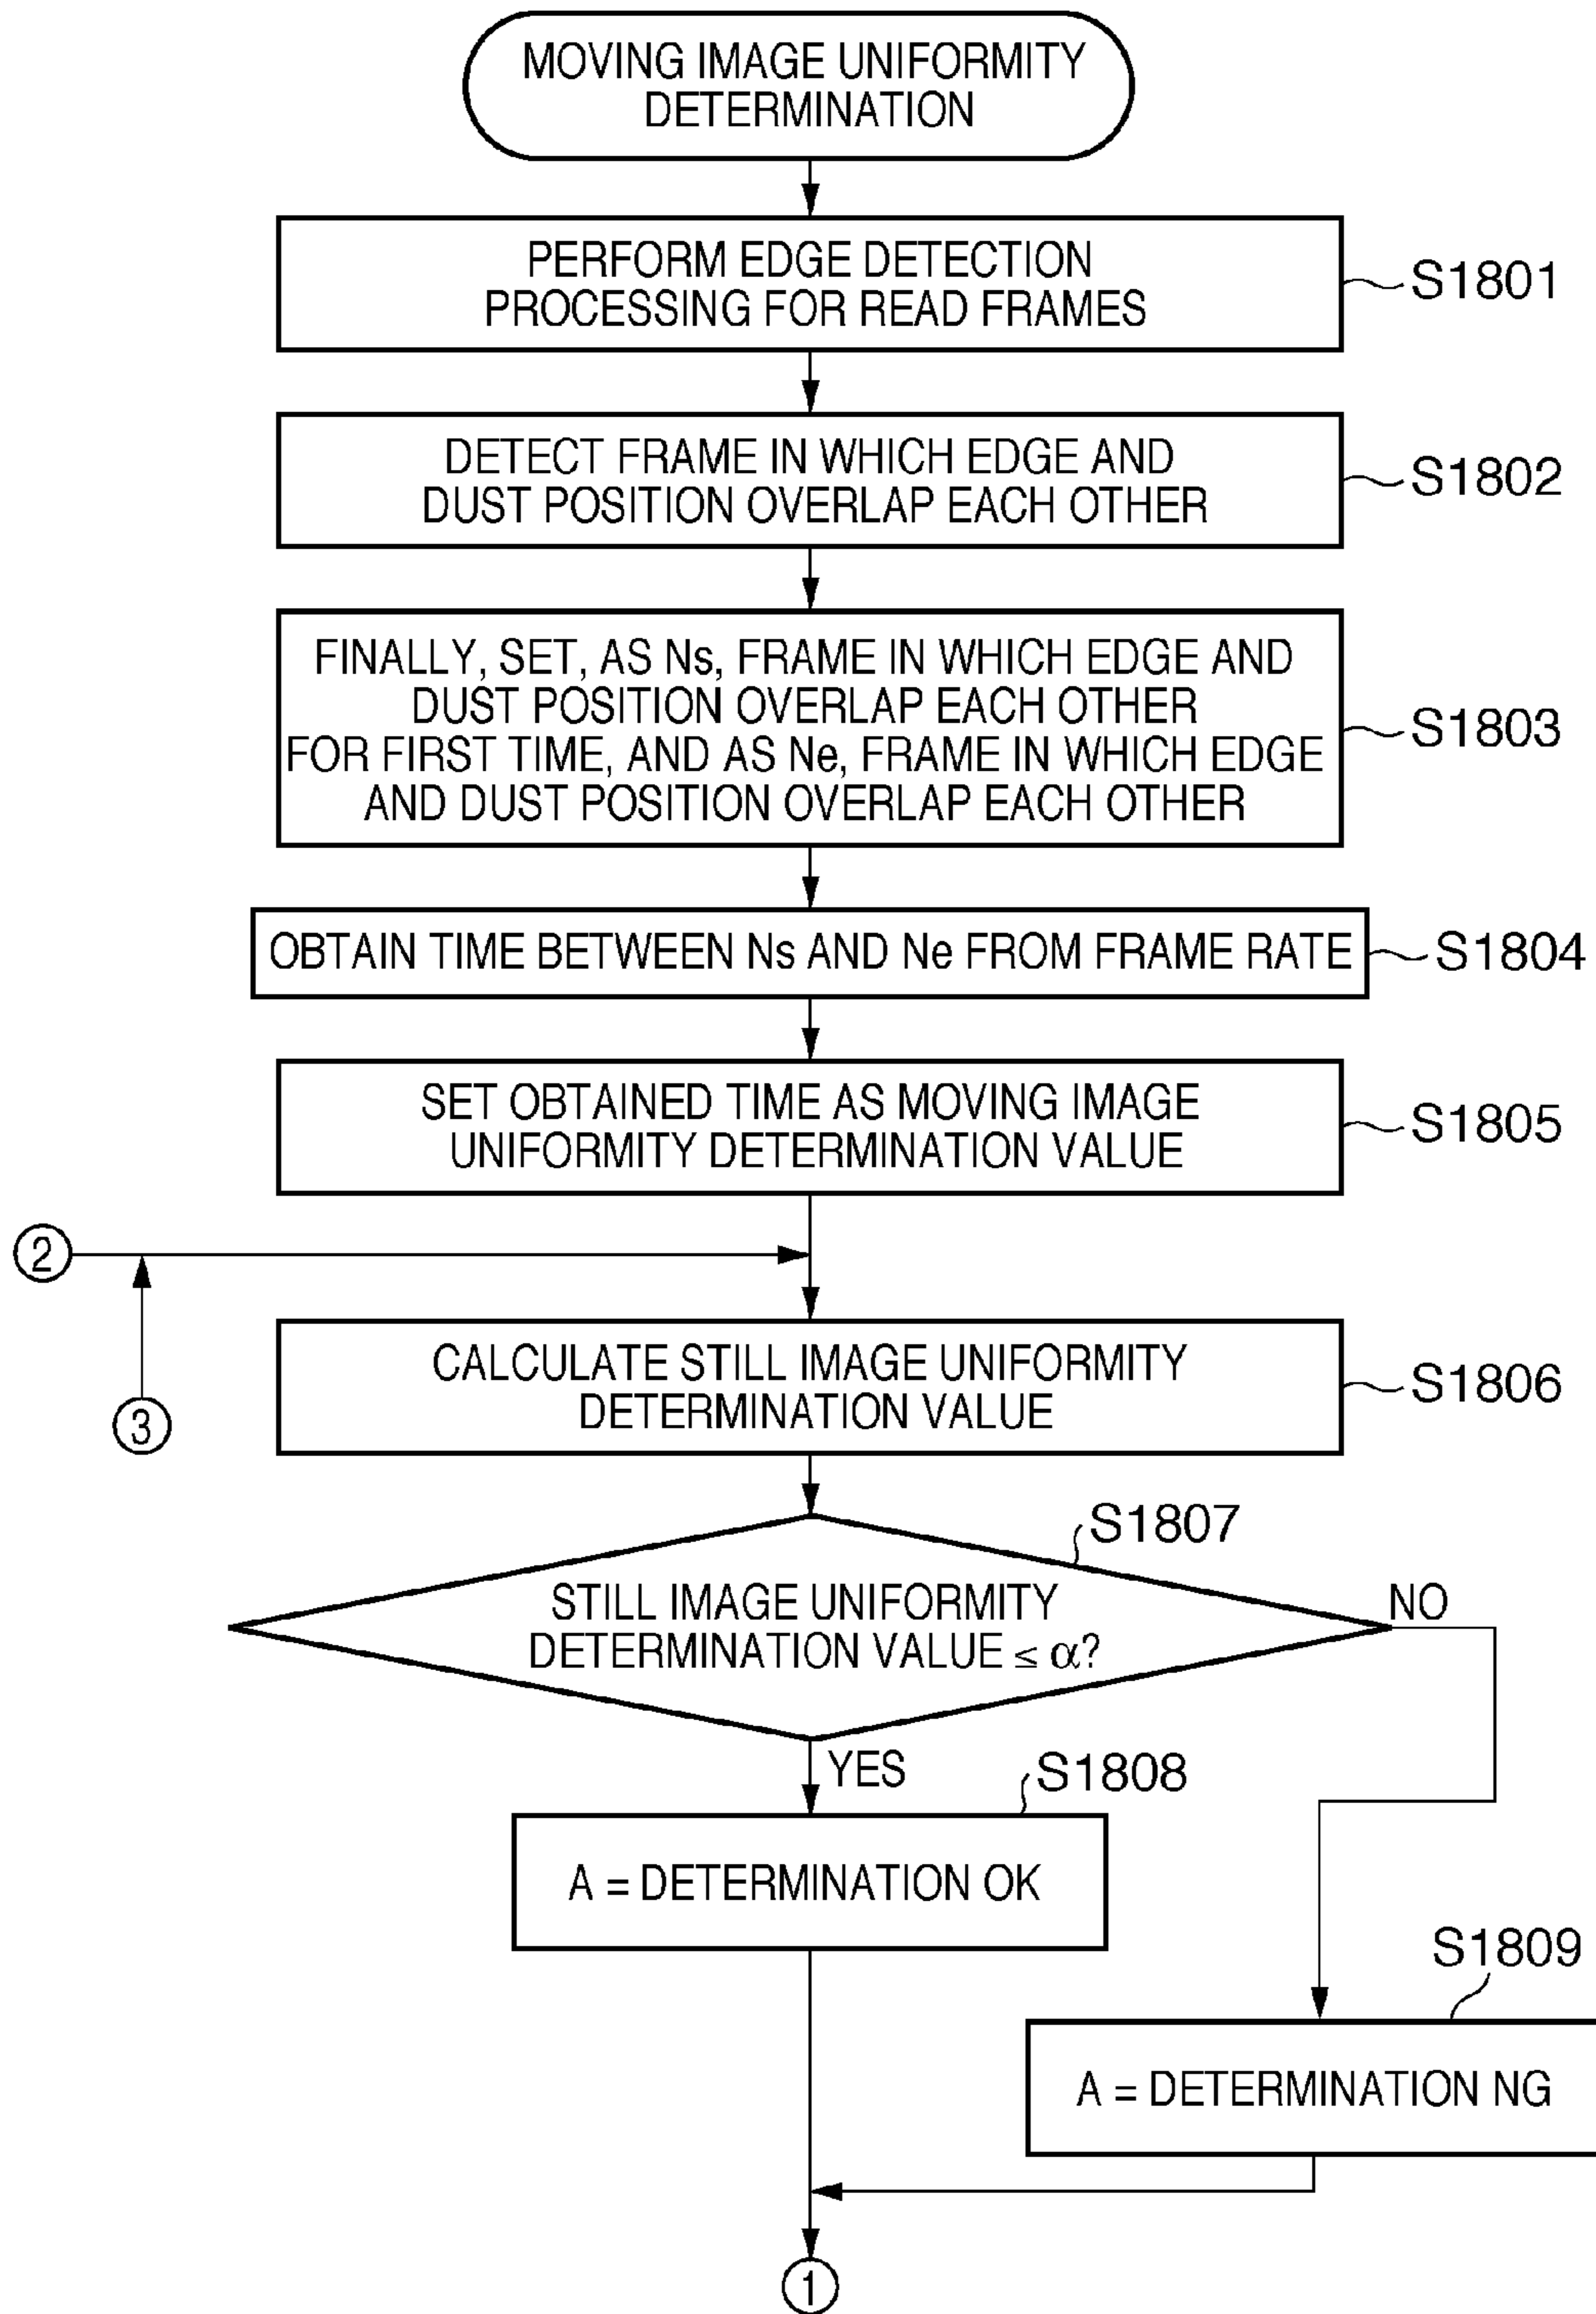 MOVING IMAGE UNIFORMITY
DETERMINATION
PERFORM EDGE DETECTION
PROCESSING FOR READ FRAMES
S1801
DETECT FRAME IN WHICH EDGE AND
DUST POSITION OVERLAP EACH OTHER
S1802
FINALLY, SET, AS Ns, FRAME IN WHICH EDGE AND
DUST POSITION OVERLAP EACH OTHER
FOR FIRST TIME, AND AS Ne, FRAME IN WHICH EDGE
AND DUST POSITION OVERLAP EACH OTHER
S1803
OBTAIN TIME BETWEEN Ns AND Ne FROM FRAME RATE
S1804
SET OBTAINED TIME AS MOVING IMAGE
UNIFORMITY DETERMINATION VALUE
S1805
2
3
CALCULATE STILL IMAGE UNIFORMITY
DETERMINATION VALUE
S1806
S1807
STILL IMAGE UNIFORMITY
DETERMINATION VALUE ≤ α?
NO
YES
S1808
A = DETERMINATION OK
S1809
A = DETERMINATION NG
1